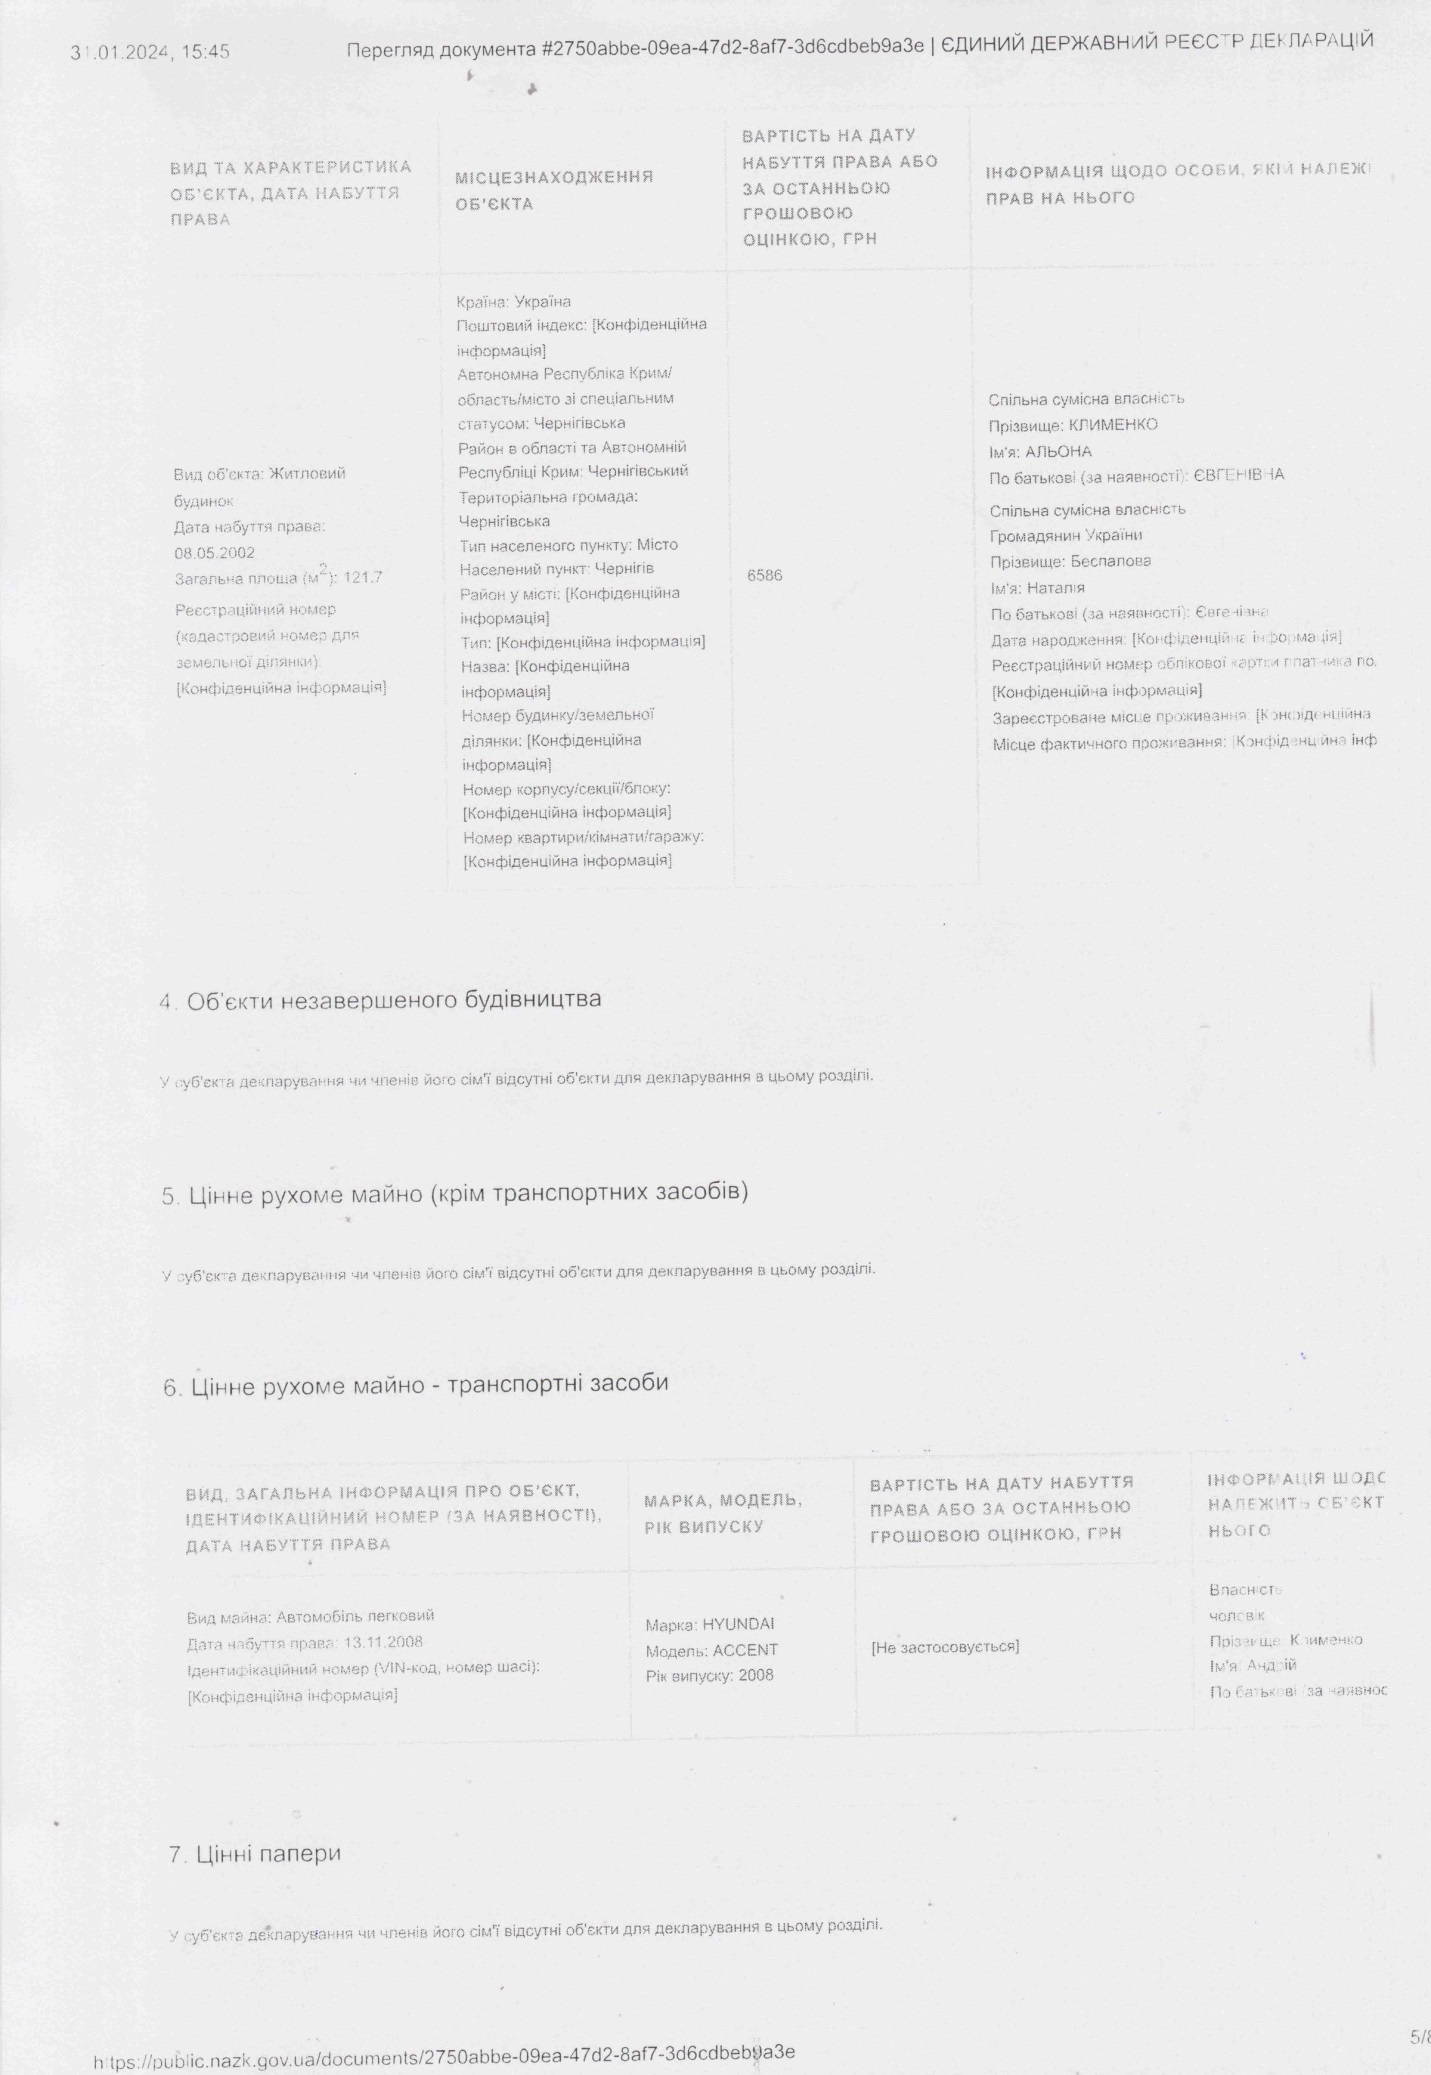 31.01.2024, 15:45
Перегляд документа #2750abbe-09ea-47d2-8af7-3d6cdbeb9a3e | ЄДИНИЙ ДЕРЖАВНИЙ РЕЄСТР ДЕКЛАРАЦІЙ
ВИД ТА ХАРАКТЕРИСТИКА
ОБ'ЄКТА, ДАТА НАБУТТЯ
ПРАВА
МІСЦЕЗНАХОДЖЕННЯ
ОБ'ЄКТА
ВАРТІСТЬ НА ДАТУ
НАБУТТЯ ПРАВА АБО
ЗА ОСТАННЬОЮ
ГРОШОВОЮ
ОЦІНКОЮ, ГРН
ІНФОРМАЦІЯ ЩОДО ОСОБИ, ЯКІЙ НАЛЕЖ
ПРАВ НА НЬОГО
Вид об'єкта: Житловий
будинок
Дата набуття права:
08.05.2002
Загальна площа (м2): 121.7
Реєстраційний номер
(кадастровий номер для
земельної ділянки):
[Конфіденційна інформація]
Країна: Україна
Поштовий індекс: [Конфіденційна
інформація]
Автономна Республіка Крим/
область/місто зі спеціальним
статусом: Чернігівська
Район в області та Автономній
Республіці Крим: Чернігівський
Територіальна громада:
Чернігівська
Тип населеного пункту: Місто
Населений пункт: Чернігів
Район у місті: [Конфіденційна
інформація]
Тип: [Конфіденційна інформація]
Назва: [Конфіденційна
інформація]
Номер будинку/земельної
ділянки: [Конфіденційна
інформація]
Номер корпусу/секції/блоку:
[Конфіденційна інформація]
Номер квартири/кімнати/гаражу:
[Конфіденційна інформація]
6586
Спільна сумісна власність
Прізвище: КЛИМЕНКО
Ім'я: АЛЬОНА
По батькові (за наявності): ЄВГЕНІВНА
Спільна сумісна власність
Громадянин України
Прізвище: Беспалова
Ім'я: Наталія
По батькові (за наявності): Євгенівна
Дата народження: [Конфіденційна інформація]
Реєстраційний номер облікової картки платника по
[Конфіденційна інформація]
Зареєстроване місце проживання: [Конфіденційна
Місце фактичного проживання: [Конфіденційна інф
4. Об'єкти незавершеного будівництва
У суб'єкта декларування чи членів його сім'ї відсутні об'єкти для декларування в цьому розділі.
5. Цінне рухоме майно (крім транспортних засобів)
У суб'єкта декларування чи членів його сім'ї відсутні об'єкти для декларування в цьому розділі.
6. Цінне рухоме майно - транспортні засоби
ВИД, ЗАГАЛЬНА ІНФОРМАЦІЯ ПРО ОБ'ЄКТ,
ІДЕНТИФІКАЦІЙНИЙ НОМЕР (ЗА НАЯВНОСТІ),
ДАТА НАБУТТЯ ПРАВА
МАРКА, МОДЕЛЬ,
РІК ВИПУСКУ
ВАРТІСТЬ НА ДАТУ НАБУТТЯ
ПРАВА АБО ЗА ОСТАННЬОЮ
ГРОШОВОЮ ОЦІНКОЮ, ГРН
ІНФОРМАЦІЯ ЩОДО
НАЛЕЖИТЬ ОБ'ЄКТ
НЬОГО
Вид майна: Автомобіль легковий
Дата набуття права: 13.11.2008
Ідентифікаційний номер (VIN-код, номер шасі):
[Конфіденційна інформація]
Марка: HYUNDAI
Модель: ACCENT
Рік випуску: 2008
[Не застосовується]
Власність
чоловік
Прізвище: Клименко
Ім'я: Андрій
По батькові (за наявнос
7. Цінні папери
У суб'єкта декларування чи членів його сім'ї відсутні об'єкти для декларування в цьому розділі.
https://public.nazk.gov.ua/documents/2750abbe-09ea-47d2-8af7-3d6cdbeb9a3e
5/8